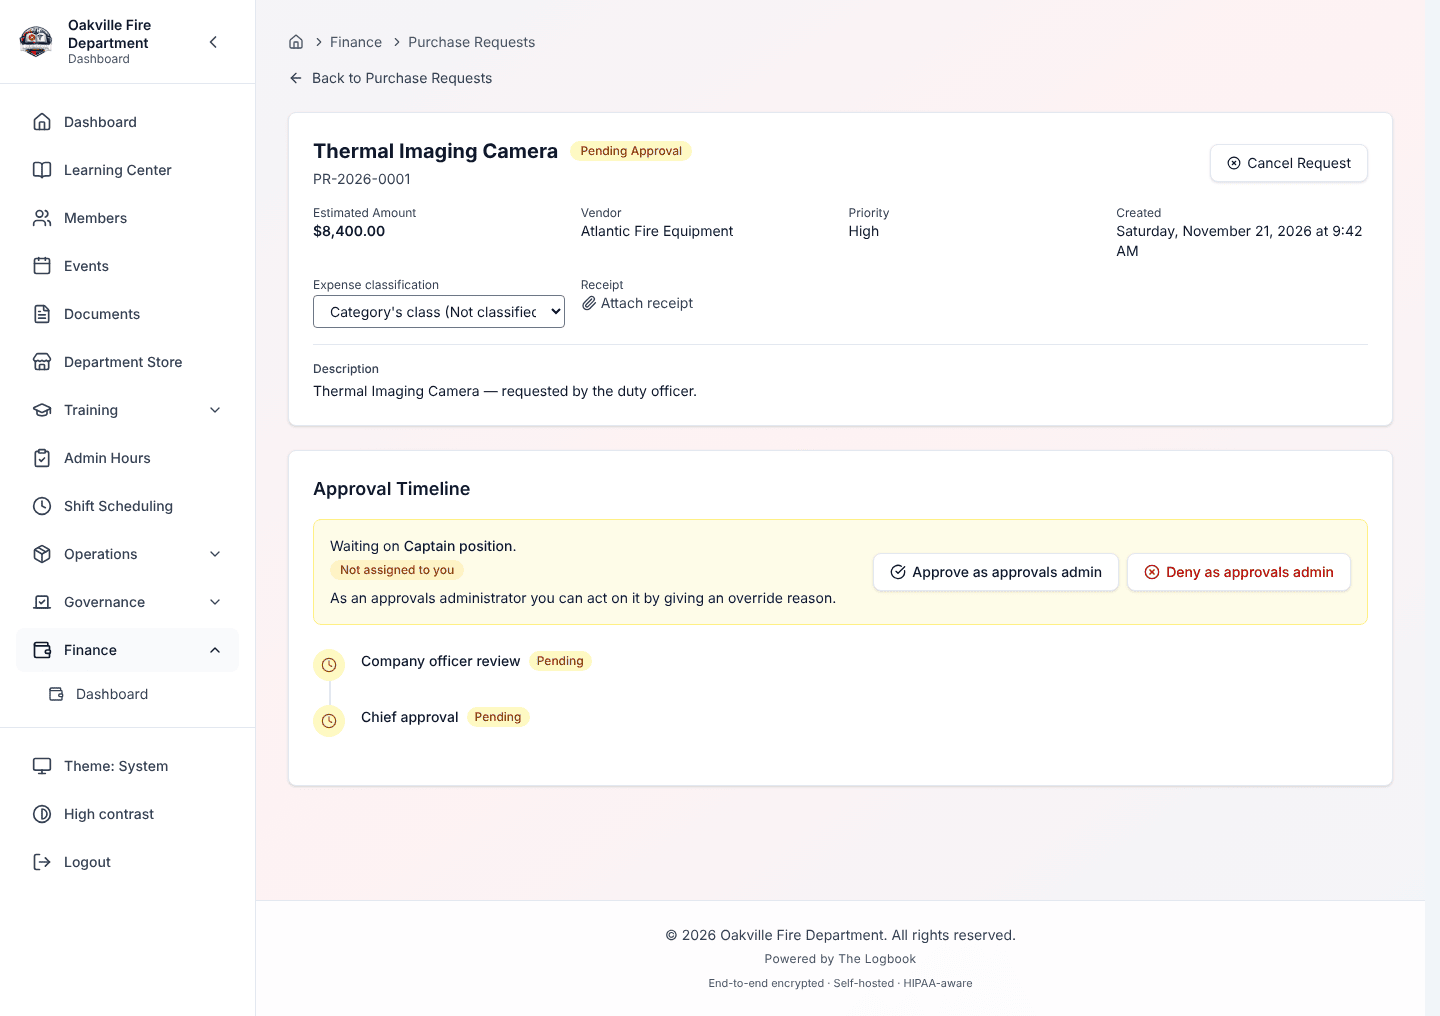 Oakville Fire
Department
Dashboard
Dashboard
Learning Center
Members
Events
Documents
Department Store
Training
Admin Hours
Shift Scheduling
Operations
Governance
Finance
Dashboard
Theme: System
High contrast
Logout
Finance
Purchase Requests
Back to Purchase Requests
Thermal Imaging Camera
Pending Approval
PR-2026-0001
Cancel Request
Estimated Amount
$8,400.00
Vendor
Atlantic Fire Equipment
Priority
High
Created
Saturday, November 21, 2026 at 9:42
AM
Expense classification
Category's class (Not classified
Receipt
Attach receipt
Description
Thermal Imaging Camera — requested by the duty officer.
Approval Timeline
Waiting on Captain position.
Not assigned to you
As an approvals administrator you can act on it by giving an override reason.
Approve as approvals admin
Deny as approvals admin
Company officer review
Pending
Chief approval
Pending
© 2026 Oakville Fire Department. All rights reserved.
Powered by The Logbook
End-to-end encrypted · Self-hosted · HIPAA-aware